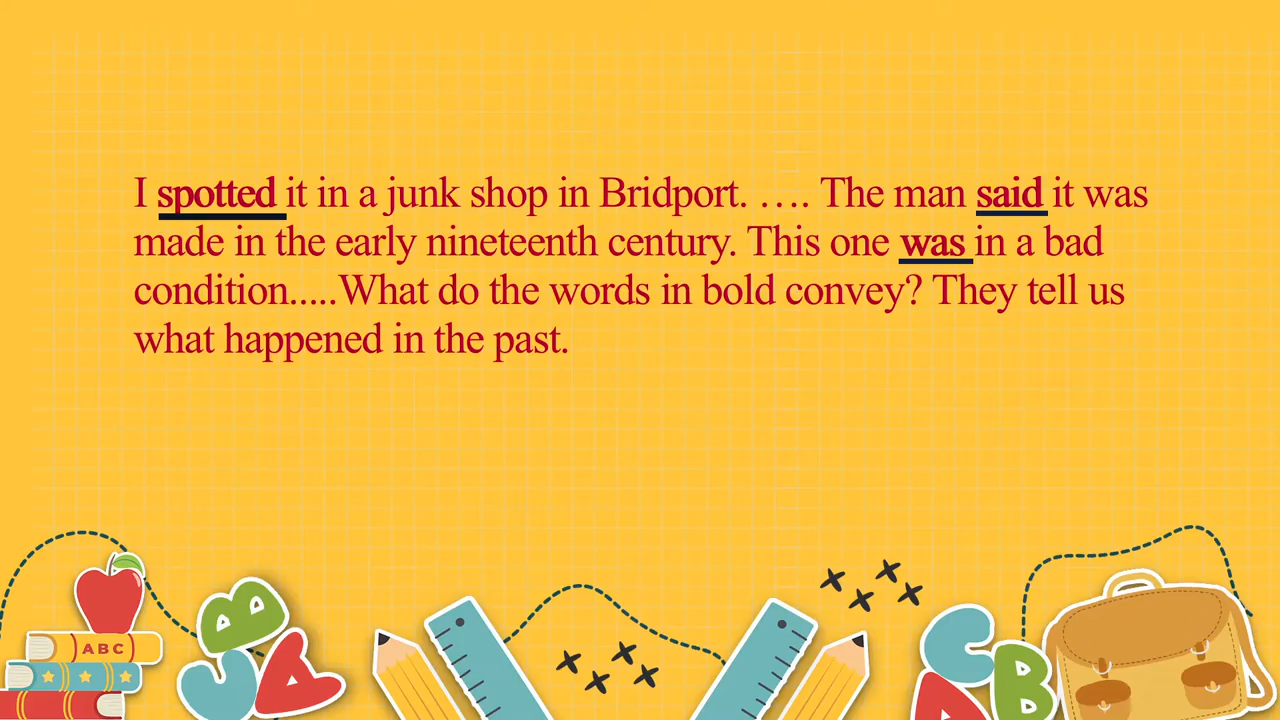 I spotted it in a junk shop in Bridport. …. The man said it was
made in the early nineteenth century. This one was in a bad
condition.....What do the words in bold convey? They tell us
what happened in the past.
ABC
B
C
A
C
B
A